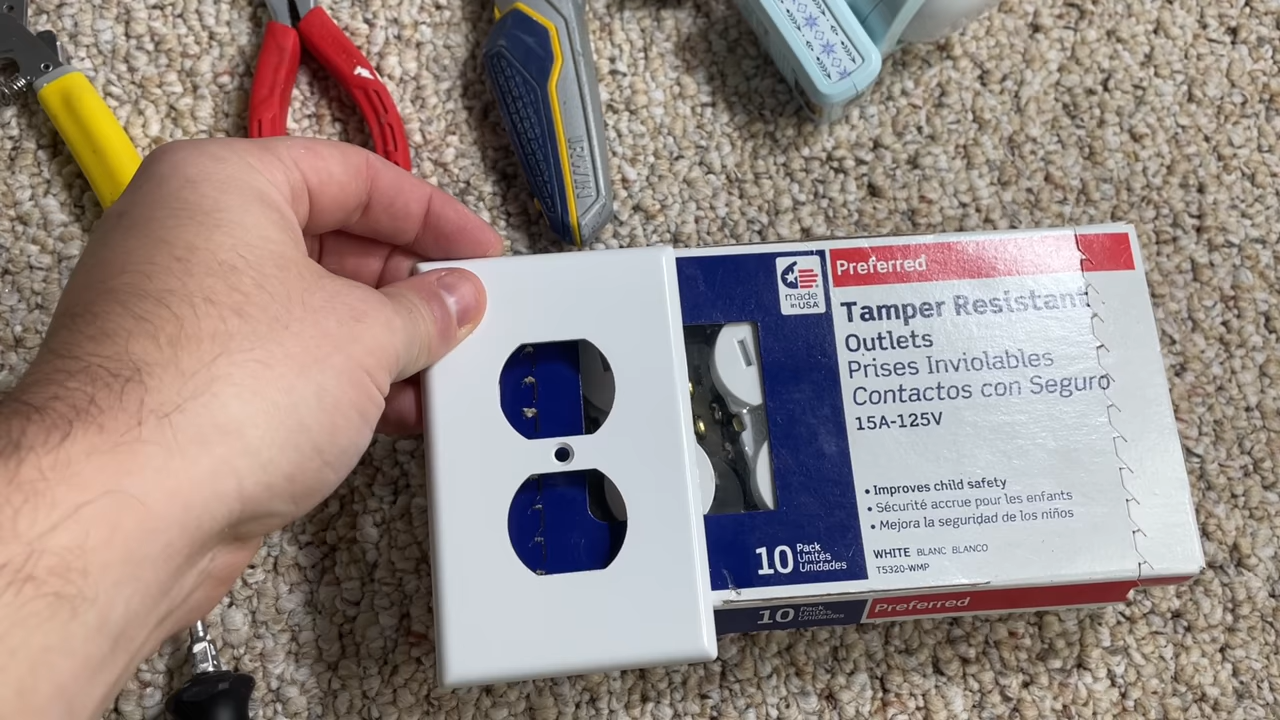 made
in USA
Preferred
Tamper Resistant
Outlets
Prises Inviolables
Contactos con Seguro
15A-125V
• Improves child safety
• Sécurité accrue pour les enfants
• Mejora la seguridad de los niños
10 Pack
Unités
Unidades
WHITE BLANC BLANCO
T5320-WMP
10 Pack
Unités
Unidades
Preferred